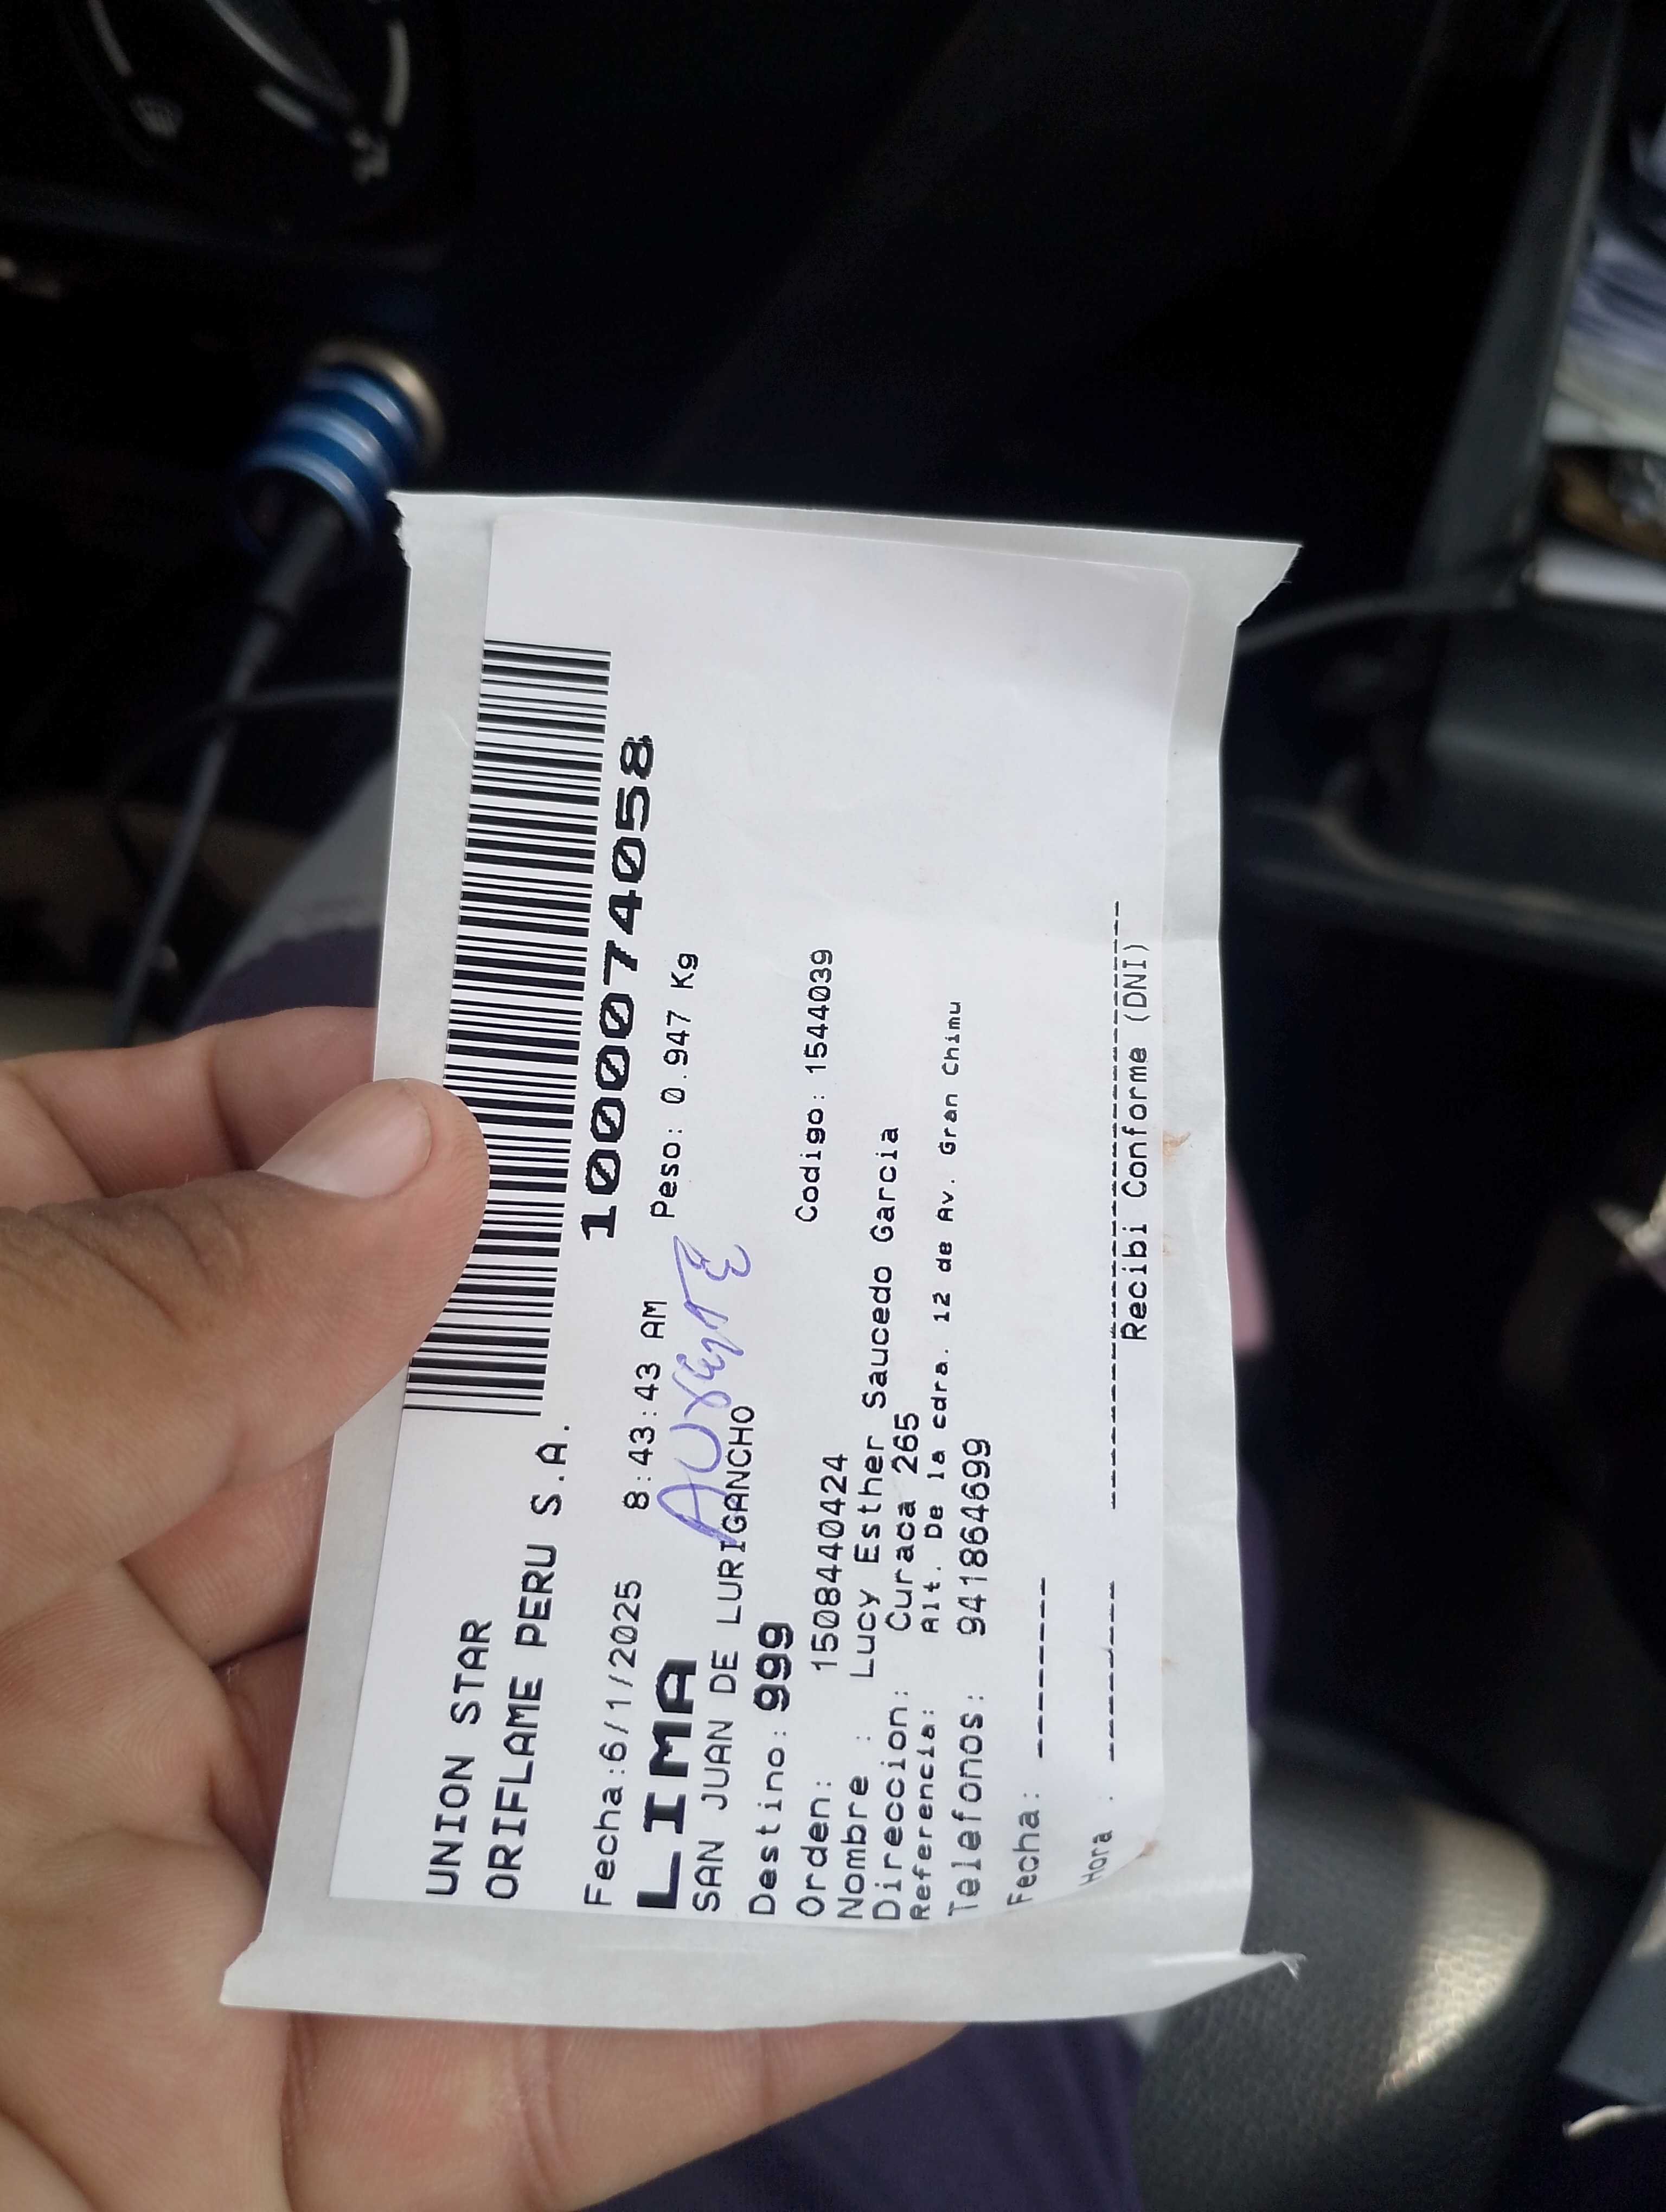 UNION STAR
ORIFLAME PERU S.A.
1000074058
Fecha:6/1/2025 8:43:43 AM Peso: 0.947 Kg
LIMA
AUSENTE
SAN JUAN DE LURIGANCHO
Destino: 999
Orden: 1508440424 Codigo: 1544039
Nombre : Lucy Esther Saucedo Garcia
Direccion: Curaca 265
Referencia: Alt. De la cdra. 12 de Av. Gran Chimu
Telefonos: 941864699
Fecha: --------
Hora : --------
Recibi Conforme (DNI)